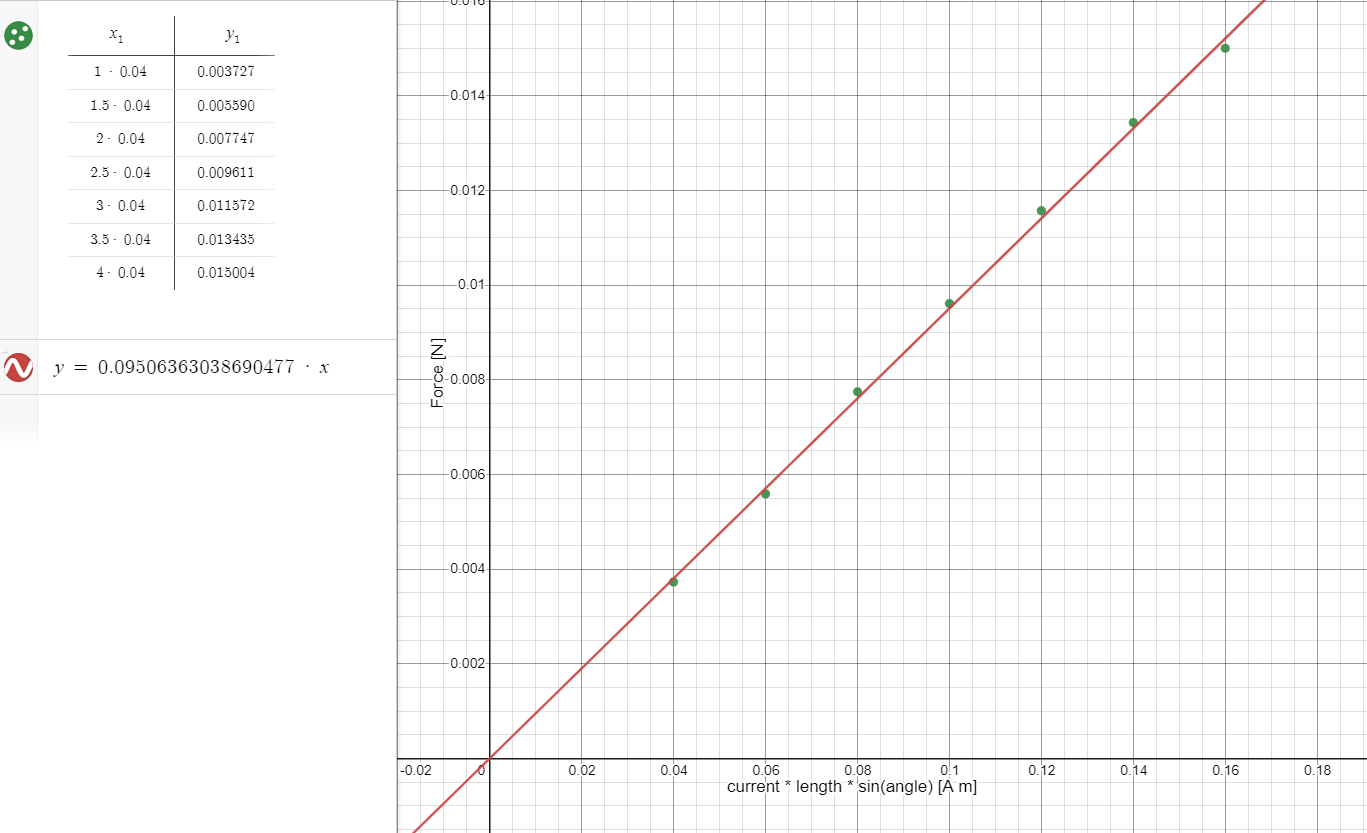 x₁ y₁
1 · 0.04 0.003727
1.5 · 0.04 0.005590
2 · 0.04 0.007747
2.5 · 0.04 0.009611
3 · 0.04 0.011572
3.5 · 0.04 0.013435
4 · 0.04 0.015004
y = 0.09506363038690477 · x
0.016
0.014
0.012
0.01
0.008
0.006
0.004
0.002
Force [N]
-0.02 0 0.02 0.04 0.06 0.08 0.1 0.12 0.14 0.16 0.18
current * length * sin(angle) [A m]